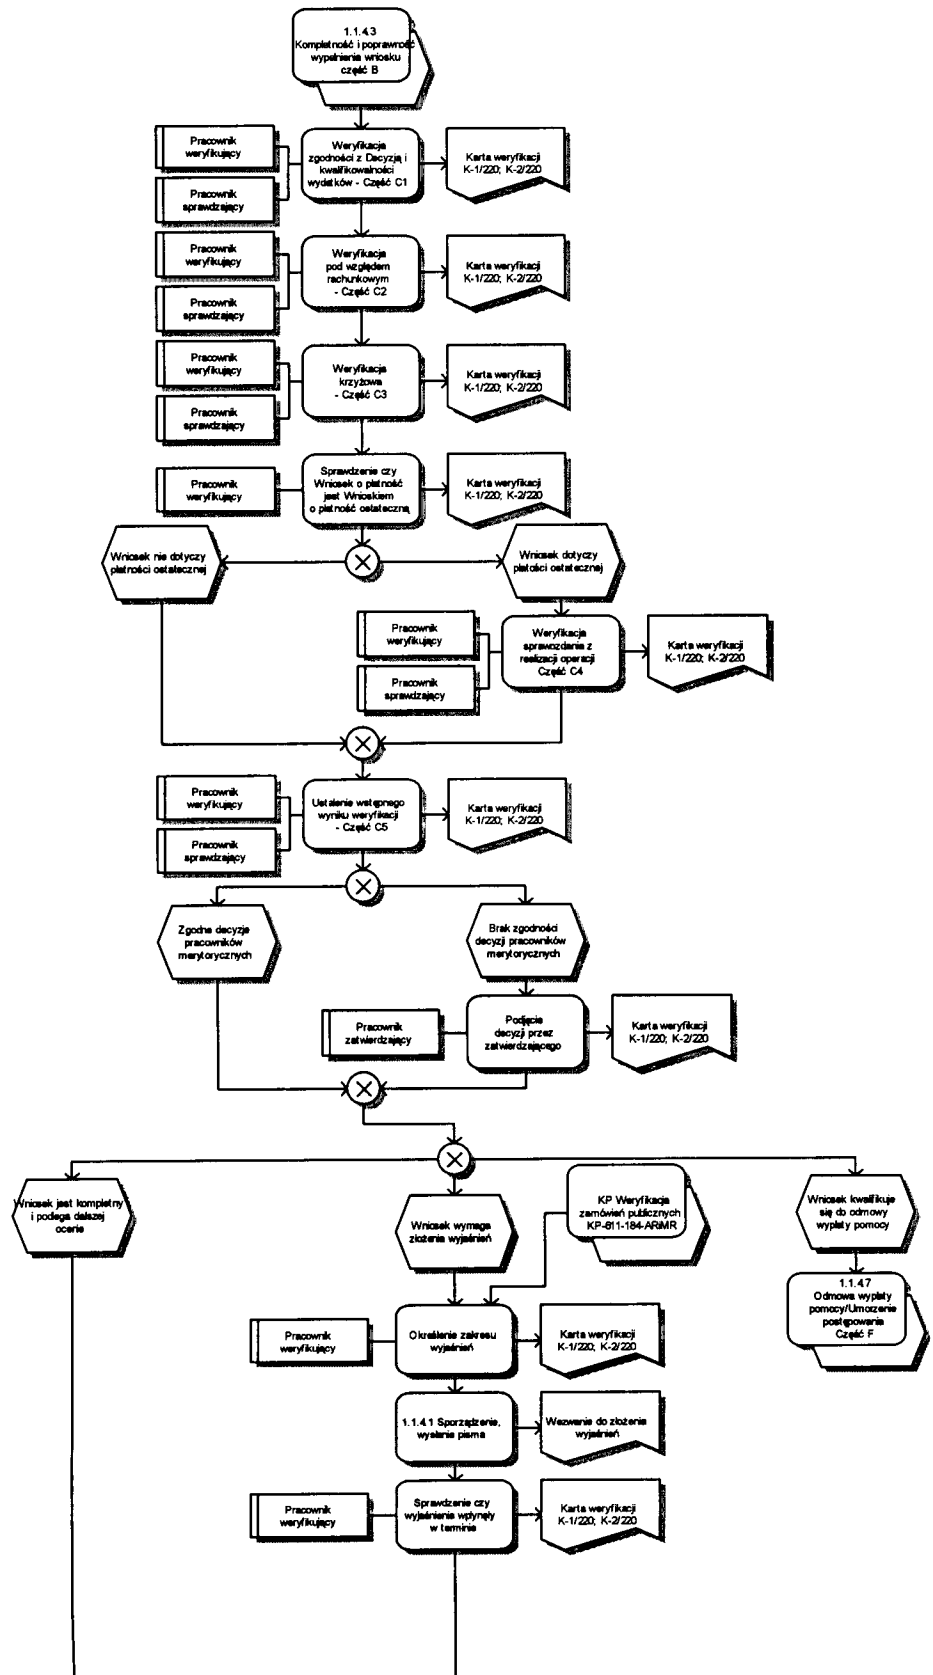 1.1.4.3
Kompletność i poprawność
wypełnienia wniosku
część B
Pracownik
weryfikujący
Pracownik
sprawdzający
Weryfikacja
zgodności z Decyzją i
kwalifikowalności
wydatków - Część C1
Karta weryfikacji
K-1/220; K-2/220
Pracownik
weryfikujący
Pracownik
sprawdzający
Weryfikacja
pod względem
rachunkowym
- Część C2
Karta weryfikacji
K-1/220; K-2/220
Pracownik
weryfikujący
Pracownik
sprawdzający
Weryfikacja
krzyżowa
- Część C3
Karta weryfikacji
K-1/220; K-2/220
Pracownik
weryfikujący
Sprawdzenie czy
Wniosek o płatność
jest Wnioskiem
o płatność ostateczną
Karta weryfikacji
K-1/220; K-2/220
Wniosek nie dotyczy
płatności ostatecznej
Wniosek dotyczy
płatości ostatecznej
Pracownik
weryfikujący
Pracownik
sprawdzający
Weryfikacja
sprawozdania z
realizacji operacji
Część C4
Karta weryfikacji
K-1/220; K-2/220
Pracownik
weryfikujący
Pracownik
sprawdzający
Ustalenie wstępnego
wyniku weryfikacji
- Część C5
Karta weryfikacji
K-1/220; K-2/220
Zgodne decyzje
pracowników
merytorycznych
Brak zgodności
decyzji pracowników
merytorycznych
Pracownik
zatwierdzający
Podjęcie
decyzji przez
zatwierdzającego
Karta weryfikacji
K-1/220; K-2/220
Wniosek jest kompletny
i podlega dalszej
ocenie
Wniosek wymaga
złożenia wyjaśnień
KP Weryfikacja
zamówień publicznych
KP-611-184-ARiMR
Wniosek kwalifikuje
się do odmowy
wypłaty pomocy
1.1.4.7
Odmowa wypłaty
pomocy/Umorzenie
postępowania
Część F
Pracownik
weryfikujący
Określenie zakresu
wyjaśnień
Karta weryfikacji
K-1/220; K-2/220
1.1.4.1 Sporządzenie,
wysłanie pisma
Wezwanie do złożenia
wyjaśnień
Pracownik
weryfikujący
Sprawdzenie czy
wyjaśnienia wpłynęły
w terminie
Karta weryfikacji
K-1/220; K-2/220